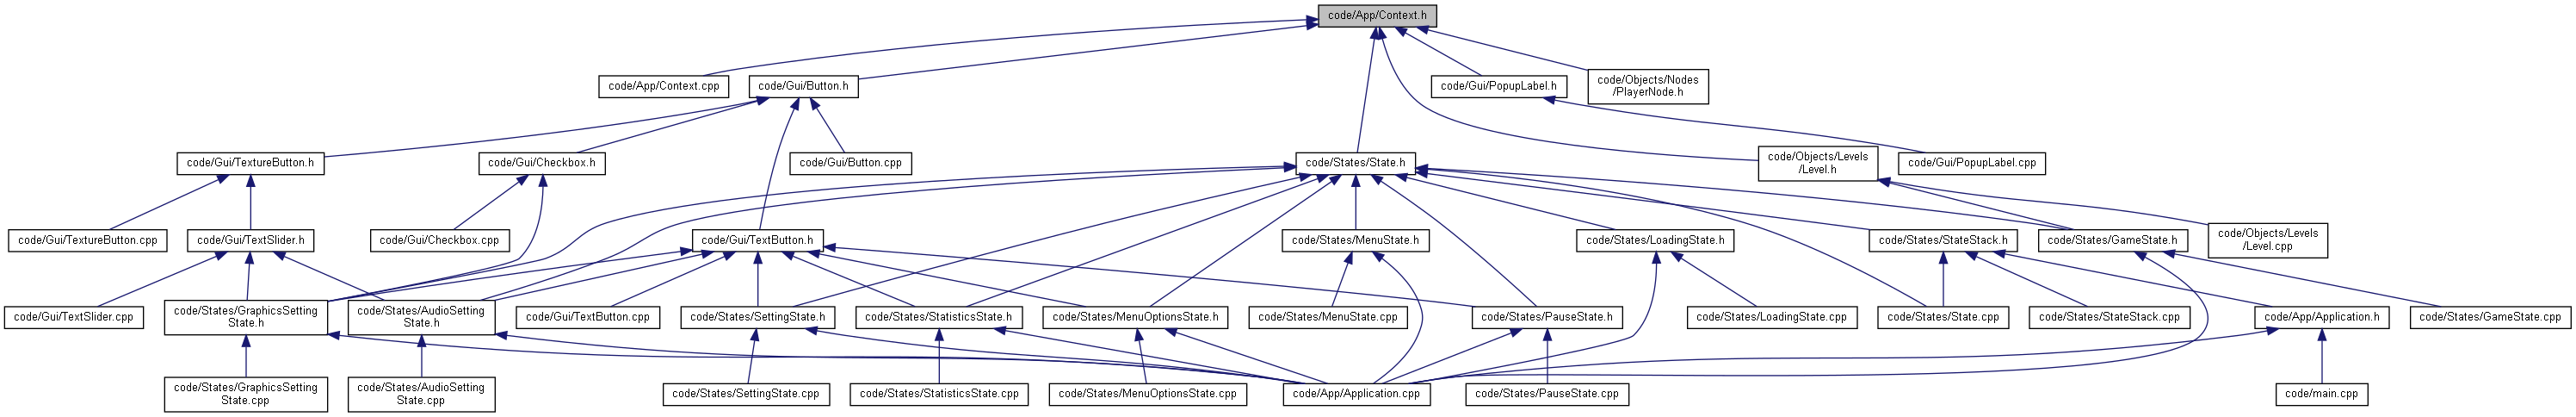 code/App/Context.h
code/App/Context.cpp
code/Gui/Button.h
code/Gui/PopupLabel.h
code/Objects/Nodes
/PlayerNode.h
code/Gui/TextureButton.h
code/Gui/Checkbox.h
code/Gui/Button.cpp
code/States/State.h
code/Objects/Levels
/Level.h
code/Gui/PopupLabel.cpp
code/Gui/TextureButton.cpp
code/Gui/TextSlider.h
code/Gui/Checkbox.cpp
code/Gui/TextButton.h
code/States/MenuState.h
code/States/LoadingState.h
code/States/StateStack.h
code/States/GameState.h
code/Objects/Levels
/Level.cpp
code/Gui/TextSlider.cpp
code/States/GraphicsSetting
State.h
code/States/AudioSetting
State.h
code/Gui/TextButton.cpp
code/States/SettingState.h
code/States/StatisticsState.h
code/States/MenuOptionsState.h
code/States/MenuState.cpp
code/States/PauseState.h
code/States/LoadingState.cpp
code/States/State.cpp
code/States/StateStack.cpp
code/App/Application.h
code/States/GameState.cpp
code/States/GraphicsSetting
State.cpp
code/States/AudioSetting
State.cpp
code/States/SettingState.cpp
code/States/StatisticsState.cpp
code/States/MenuOptionsState.cpp
code/App/Application.cpp
code/States/PauseState.cpp
code/main.cpp